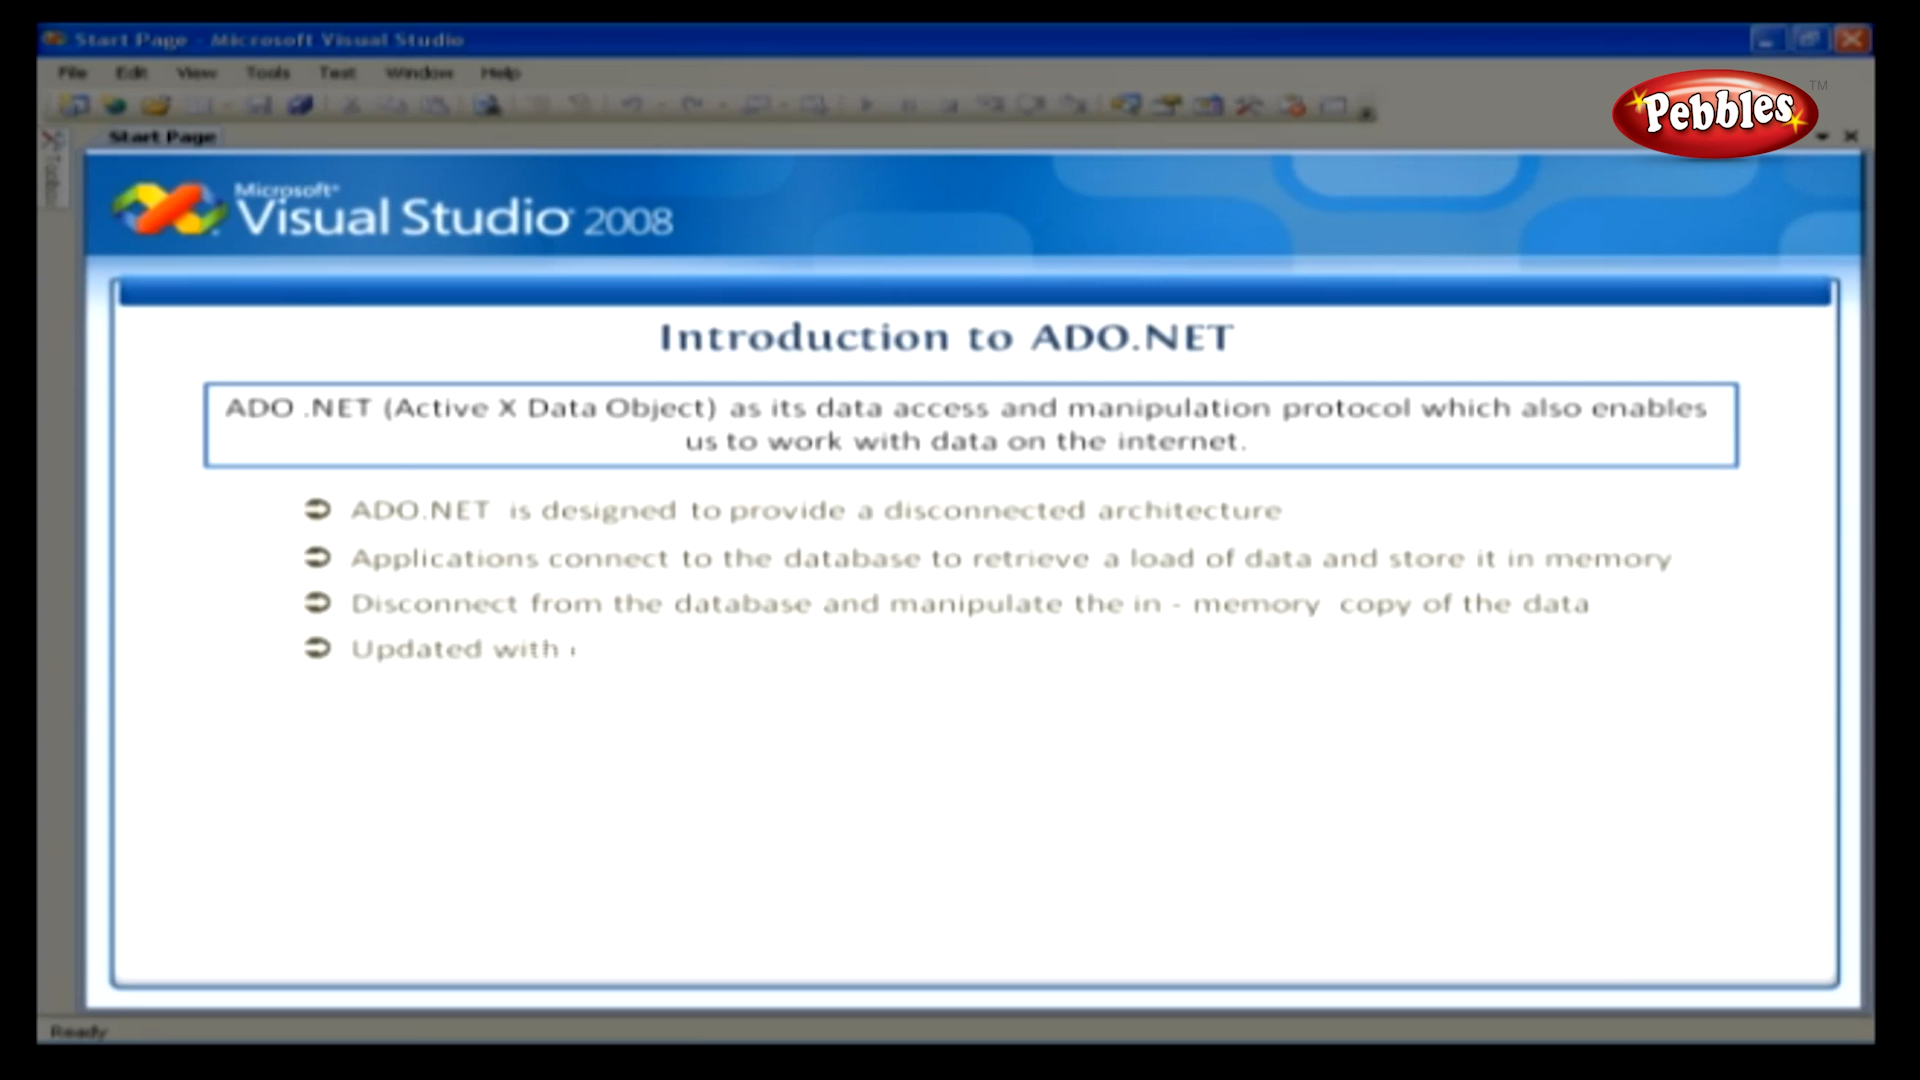 Start Page - Microsoft Visual Studio
File Edit View Tools Test Window Help
Pebbles TM
Start Page
Toolbox
Microsoft
Visual Studio 2008
Introduction to ADO.NET
ADO .NET (Active X Data Object) as its data access and manipulation protocol which also enables
us to work with data on the internet.
ADO.NET is designed to provide a disconnected architecture
Applications connect to the database to retrieve a load of data and store it in memory
Disconnect from the database and manipulate the in - memory copy of the data
Updated with
Ready